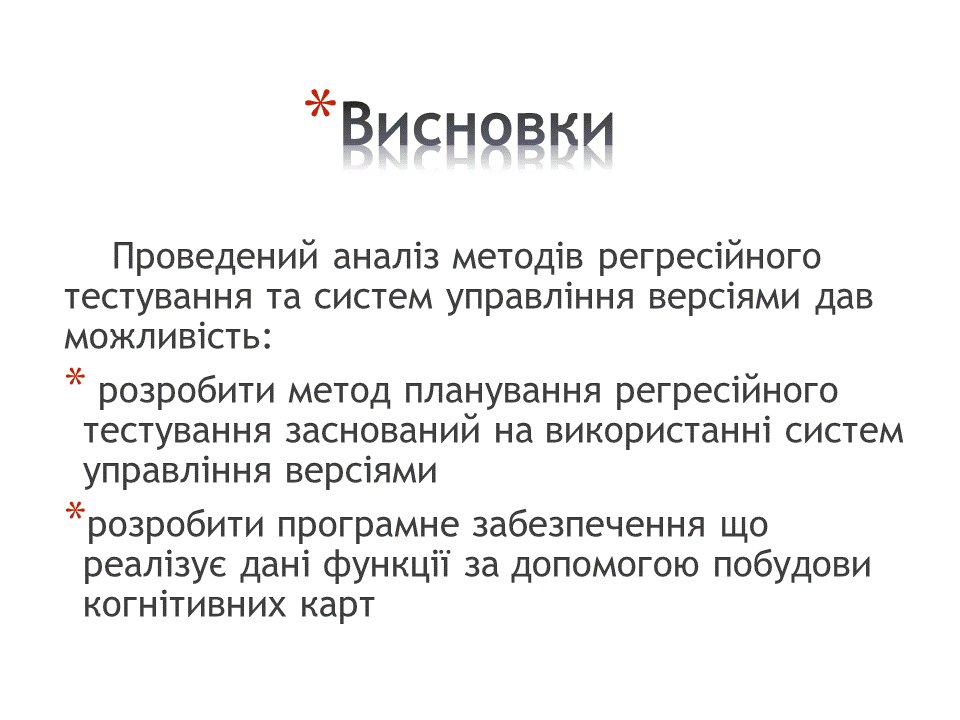 *Висновки
Проведений аналіз методів регресійного
тестування та систем управління версіями дав
можливість:
* розробити метод планування регресійного
тестування заснований на використанні систем
управління версіями
*розробити програмне забезпечення що
реалізує дані функції за допомогою побудови
когнітивних карт